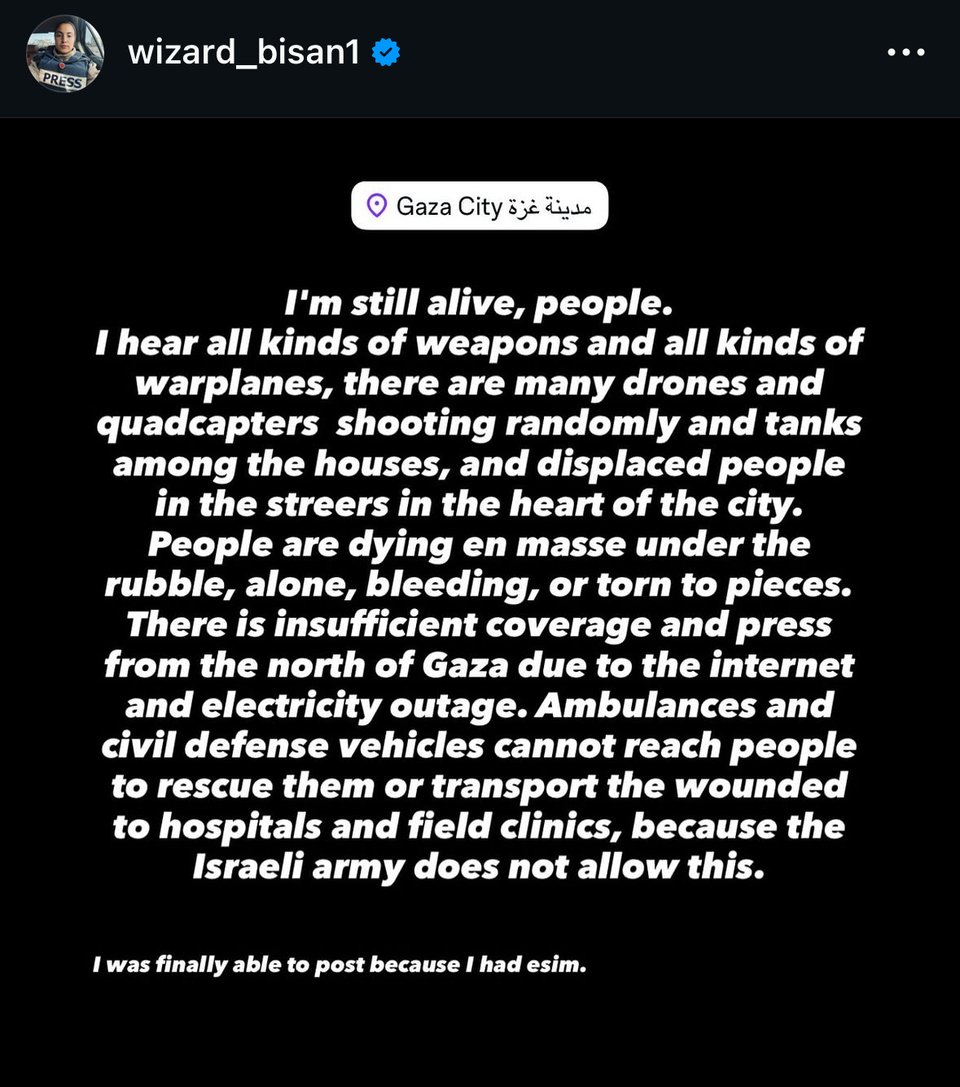 wizard_bisan1
PRESS
Gaza City مدينة غزة
I'm still alive, people.
I hear all kinds of weapons and all kinds of
warplanes, there are many drones and
quadcapters  shooting randomly and tanks
among the houses, and displaced people
in the streers in the heart of the city.
People are dying en masse under the
rubble, alone, bleeding, or torn to pieces.
There is insufficient coverage and press
from the north of Gaza due to the internet
and electricity outage. Ambulances and
civil defense vehicles cannot reach people
to rescue them or transport the wounded
to hospitals and field clinics, because the
Israeli army does not allow this.
I was finally able to post because I had esim.